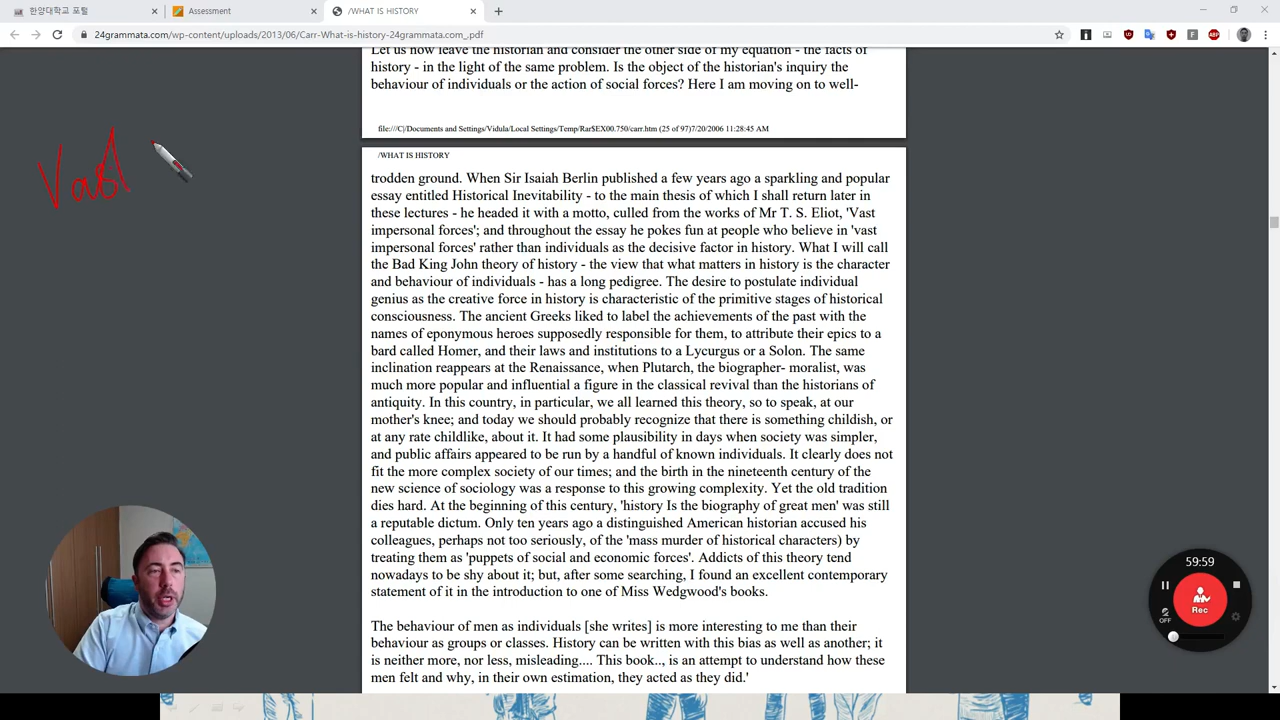 한양대학교 포털
Assessment
/WHAT IS HISTORY
24grammata.com/wp-content/uploads/2013/06/Carr-What-is-history-24grammata.com_.pdf
Let us now leave the historian and consider the other side of my equation - the facts of
history - in the light of the same problem. Is the object of the historian's inquiry the
behaviour of individuals or the action of social forces? Here I am moving on to well-
file:///C|/Documents and Settings/Vidula/Local Settings/Temp/Rar$EX00.750/carr.htm (25 of 97)7/20/2006 11:28:45 AM
Vast
/WHAT IS HISTORY
trodden ground. When Sir Isaiah Berlin published a few years ago a sparkling and popular
essay entitled Historical Inevitability - to the main thesis of which I shall return later in
these lectures - he headed it with a motto, culled from the works of Mr T. S. Eliot, 'Vast
impersonal forces'; and throughout the essay he pokes fun at people who believe in 'vast
impersonal forces' rather than individuals as the decisive factor in history. What I will call
the Bad King John theory of history - the view that what matters in history is the character
and behaviour of individuals - has a long pedigree. The desire to postulate individual
genius as the creative force in history is characteristic of the primitive stages of historical
consciousness. The ancient Greeks liked to label the achievements of the past with the
names of eponymous heroes supposedly responsible for them, to attribute their epics to a
bard called Homer, and their laws and institutions to a Lycurgus or a Solon. The same
inclination reappears at the Renaissance, when Plutarch, the biographer- moralist, was
much more popular and influential a figure in the classical revival than the historians of
antiquity. In this country, in particular, we all learned this theory, so to speak, at our
mother's knee; and today we should probably recognize that there is something childish, or
at any rate childlike, about it. It had some plausibility in days when society was simpler,
and public affairs appeared to be run by a handful of known individuals. It clearly does not
fit the more complex society of our times; and the birth in the nineteenth century of the
new science of sociology was a response to this growing complexity. Yet the old tradition
dies hard. At the beginning of this century, 'history Is the biography of great men' was still
a reputable dictum. Only ten years ago a distinguished American historian accused his
colleagues, perhaps not too seriously, of the 'mass murder of historical characters) by
treating them as 'puppets of social and economic forces'. Addicts of this theory tend
nowadays to be shy about it; but, after some searching, I found an excellent contemporary
statement of it in the introduction to one of Miss Wedgwood's books.
The behaviour of men as individuals [she writes] is more interesting to me than their
behaviour as groups or classes. History can be written with this bias as well as another; it
is neither more, nor less, misleading.... This book.., is an attempt to understand how these
men felt and why, in their own estimation, they acted as they did.'
59:59
Rec
OFF